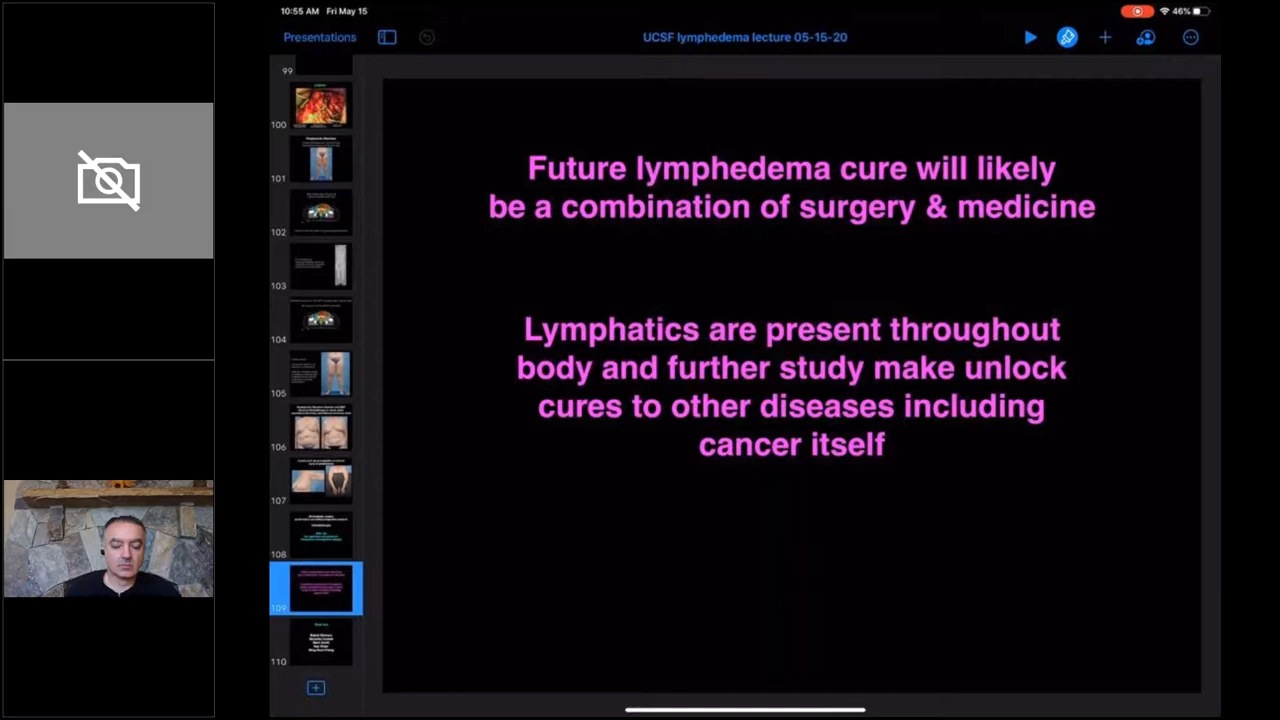 10:55 AM Fri May 15
46%
Presentations
UCSF lymphedema lecture 05-15-20
99
100
101
102
103
104
105
106
107
108
109
110
Future lymphedema cure will likely
be a combination of surgery & medicine
Lymphatics are present throughout
body and further study make unlock
cures to other diseases including
cancer itself